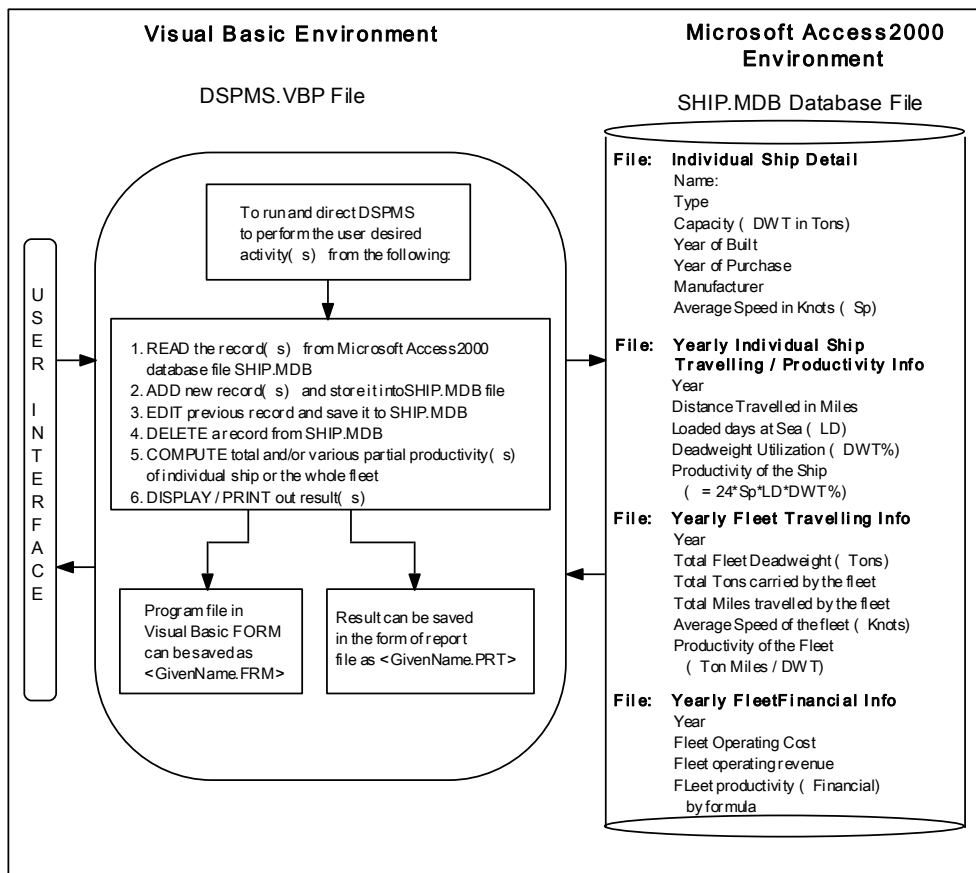 Visual Basic Environment
DSPMS.VBP File
Microsoft Access2000
Environment
SHIP.MDB Database File
USER INTERFACE
To run and direct DSPMS
to perform the user desired
activity( s) from the following:
1. READ the record( s) from Microsoft Access2000
database file SHIP.MDB
2. ADD new record( s) and store it intoSHIP.MDB file
3. EDIT previous record and save it to SHIP.MDB
4. DELETE a record from SHIP.MDB
5. COMPUTE total and/or various partial productivity( s)
of individual ship or the whole fleet
6. DISPLAY / PRINT out result( s)
Program file in
Visual Basic FORM
can be saved as
<GivenName.FRM>
Result can be saved
in the form of report
file as <GivenName.PRT>
File: Individual Ship Detail
Name:
Type
Capacity ( DWT in Tons)
Year of Built
Year of Purchase
Manufacturer
Average Speed in Knots ( Sp)
File: Yearly Individual Ship
Travelling / Productivity Info
Year
Distance Travelled in Miles
Loaded days at Sea ( LD)
Deadweight Utilization ( DWT%)
Productivity of the Ship
( = 24*Sp*LD*DWT%)
File: Yearly Fleet Travelling Info
Year
Total Fleet Deadweight ( Tons)
Total Tons carried by the fleet
Total Miles travelled by the fleet
Average Speed of the fleet ( Knots)
Productivity of the Fleet
( Ton Miles / DWT)
File: Yearly FleetFinancial Info
Year
Fleet Operating Cost
Fleet operating revenue
FLeet productivity ( Financial)
by formula